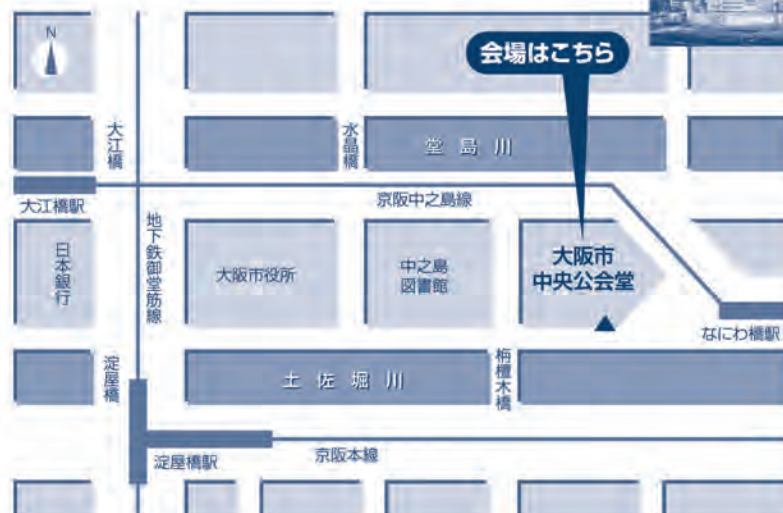 N
会場はこちら
大江橋
水晶橋
堂島川
大江橋駅
京阪中之島線
地下鉄御堂筋線
日本銀行
大阪市役所
中之島
図書館
大阪市
中央公会堂
なにわ橋駅
淀屋橋
土佐堀川
栴檀木橋
淀屋橋駅
京阪本線